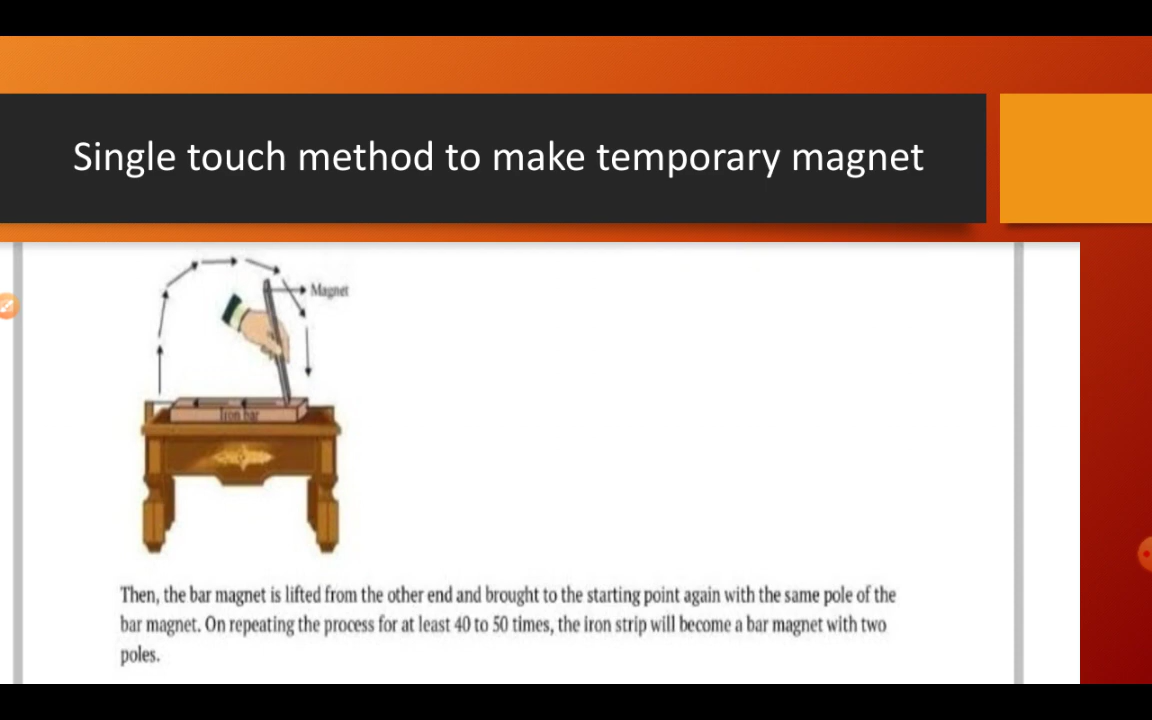 Single touch method to make temporary magnet
Magnet
Iron bar
Then, the bar magnet is lifted from the other end and brought to the starting point again with the same pole of the
bar magnet. On repeating the process for at least 40 to 50 times, the iron strip will become a bar magnet with two
poles.